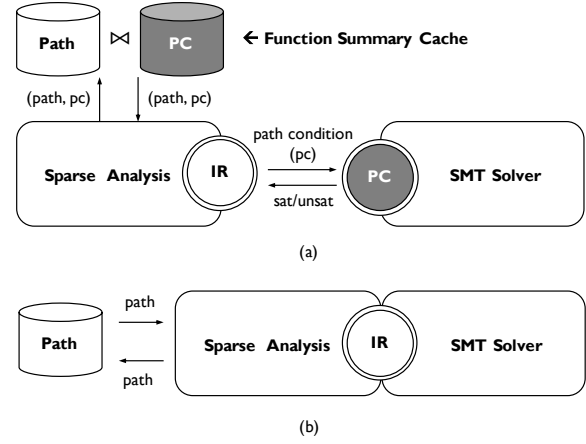 Path ⋈ PC ← Function Summary Cache
(path, pc) (path, pc)
path condition
(pc)
Sparse Analysis IR PC SMT Solver
sat/unsat
(a)
path
Path Sparse Analysis IR SMT Solver
path
(b)